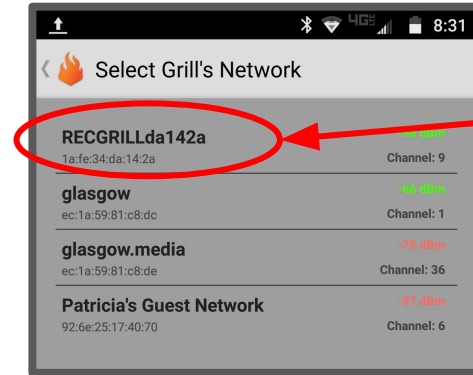 4G 8:31
Select Grill's Network
RECGRILLda142a
1a:fe:34:da:14:2a Channel: 9
glasgow -66 dBm
ec:1a:59:81:c8:dc Channel: 1
glasgow.media -79 dBm
ec:1a:59:81:c8:de Channel: 36
Patricia's Guest Network -87 dBm
92:6e:25:17:40:70 Channel: 6